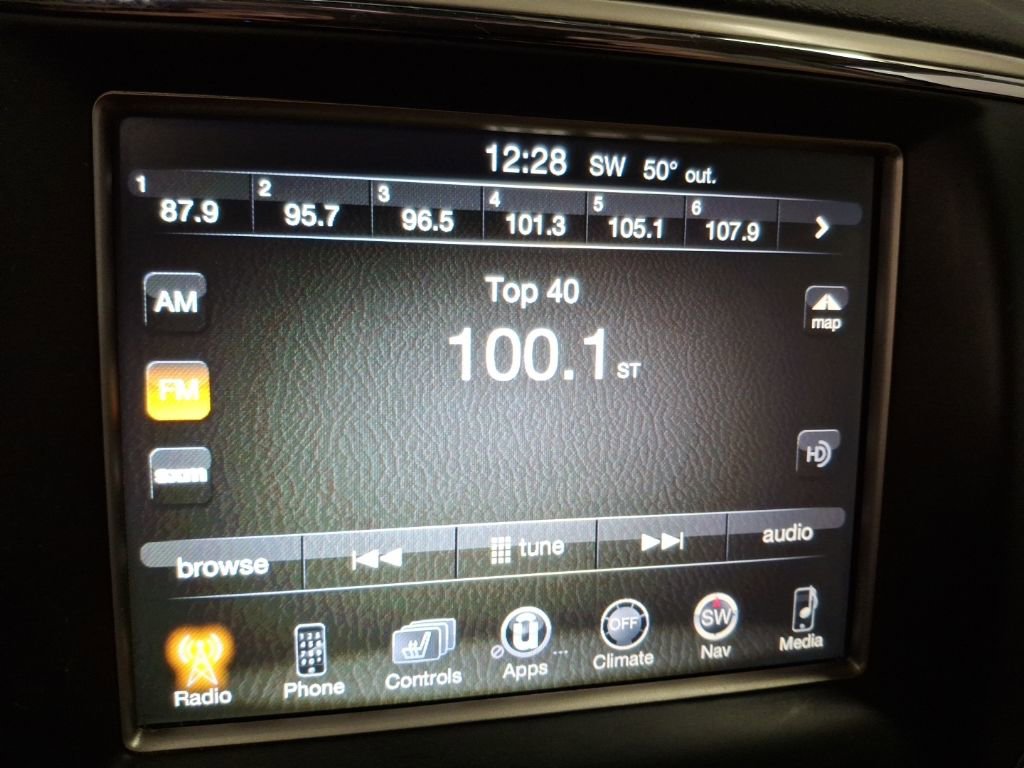 12:28 SW 50° out.
1 2 3 4 5 6
87.9 95.7 96.5 101.3 105.1 107.9
AM
Top 40
map
100.1 ST
FM
HD
sxm
browse tune audio
OFF SW
Radio Phone Controls Apps ... Climate Nav Media